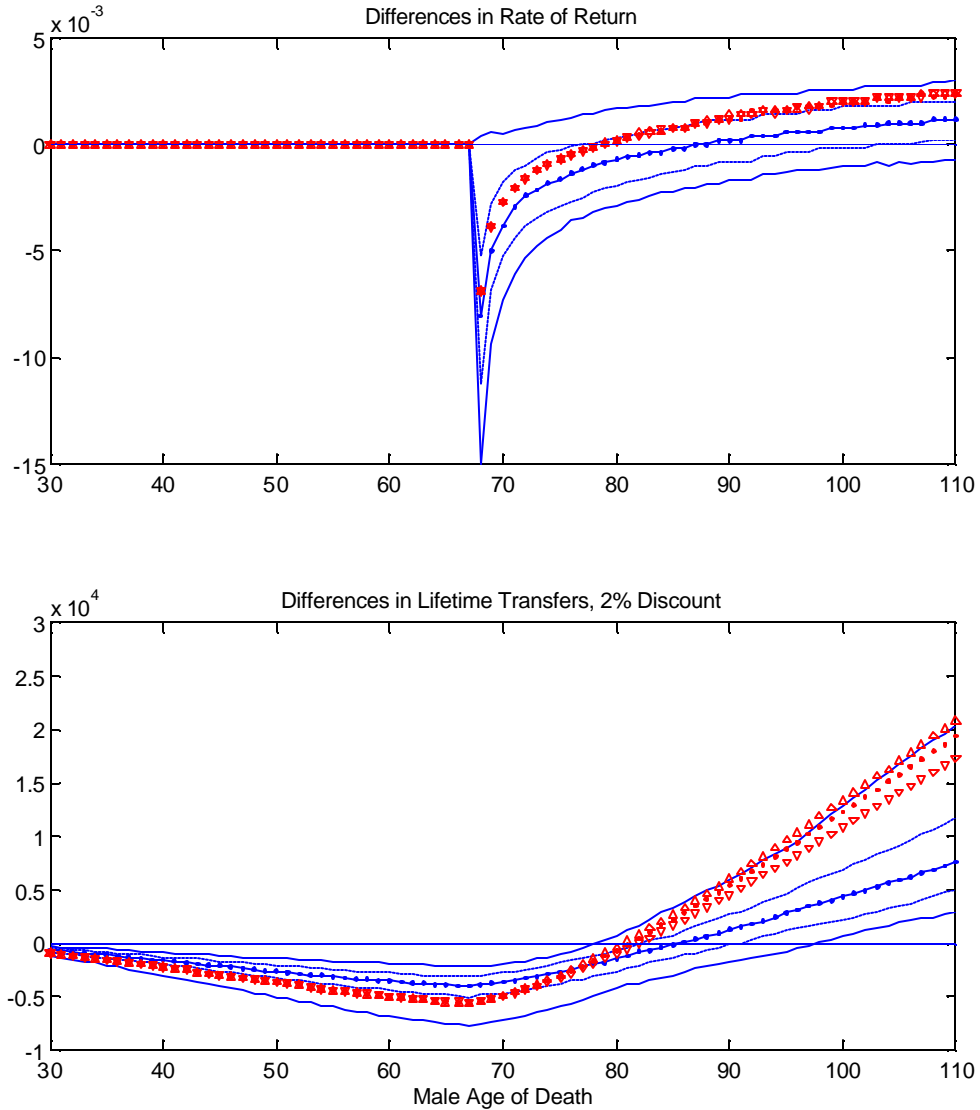 Differences in Rate of Return
x 10^-3
5
0
-5
-10
-15
30 40 50 60 70 80 90 100 110
Differences in Lifetime Transfers, 2% Discount
x 10^4
3
2.5
2
1.5
1
0.5
0
-0.5
-1
30 40 50 60 70 80 90 100 110
Male Age of Death